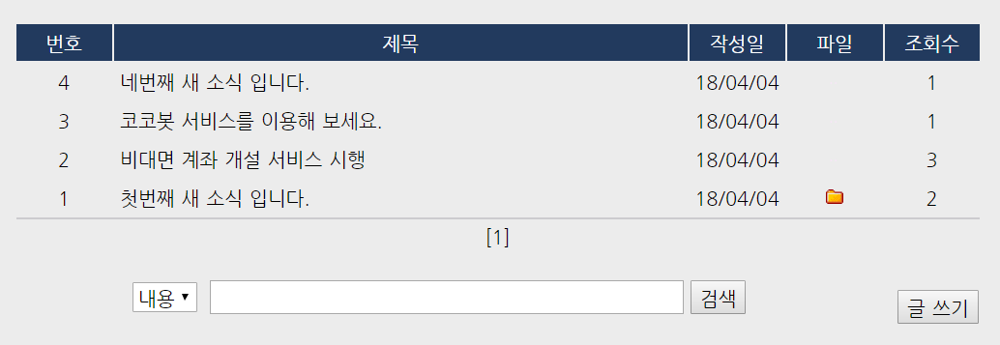 번호 제목 작성일 파일 조회수
4 네번째 새 소식 입니다. 18/04/04 1
3 코코봇 서비스를 이용해 보세요. 18/04/04 1
2 비대면 계좌 개설 서비스 시행 18/04/04 3
1 첫번째 새 소식 입니다. 18/04/04 2
[1]
내용 검색
글 쓰기